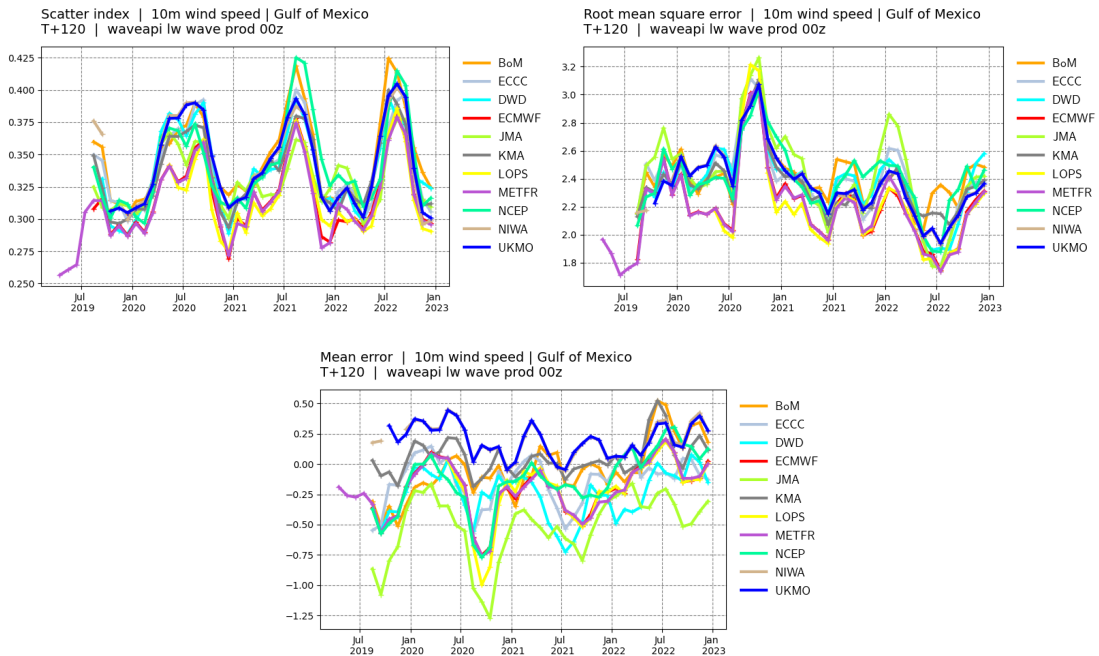 Scatter index | 10m wind speed | Gulf of Mexico
T+120 | waveapi lw wave prod 00z
0.425
0.400
0.375
0.350
0.325
0.300
0.275
0.250
Jul 2019
Jan 2020
Jul 2020
Jan 2021
Jul 2021
Jan 2022
Jul 2022
Jan 2023
BoM
ECCC
DWD
ECMWF
JMA
KMA
LOPS
METFR
NCEP
NIWA
UKMO
Root mean square error | 10m wind speed | Gulf of Mexico
T+120 | waveapi lw wave prod 00z
3.2
3.0
2.8
2.6
2.4
2.2
2.0
1.8
Jul 2019
Jan 2020
Jul 2020
Jan 2021
Jul 2021
Jan 2022
Jul 2022
Jan 2023
BoM
ECCC
DWD
ECMWF
JMA
KMA
LOPS
METFR
NCEP
NIWA
UKMO
Mean error | 10m wind speed | Gulf of Mexico
T+120 | waveapi lw wave prod 00z
0.50
0.25
0.00
−0.25
−0.50
−0.75
−1.00
−1.25
Jul 2019
Jan 2020
Jul 2020
Jan 2021
Jul 2021
Jan 2022
Jul 2022
Jan 2023
BoM
ECCC
DWD
ECMWF
JMA
KMA
LOPS
METFR
NCEP
NIWA
UKMO